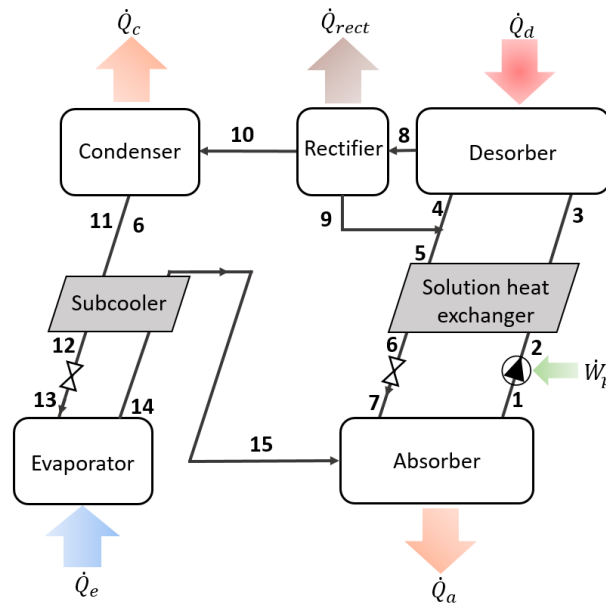 Q̇c
Q̇rect
Q̇d
Condenser
10
Rectifier
8
Desorber
11
6
9
4
3
5
Subcooler
Solution heat
exchanger
12
6
2
Ẇp
13
14
7
1
Evaporator
15
Absorber
Q̇e
Q̇a